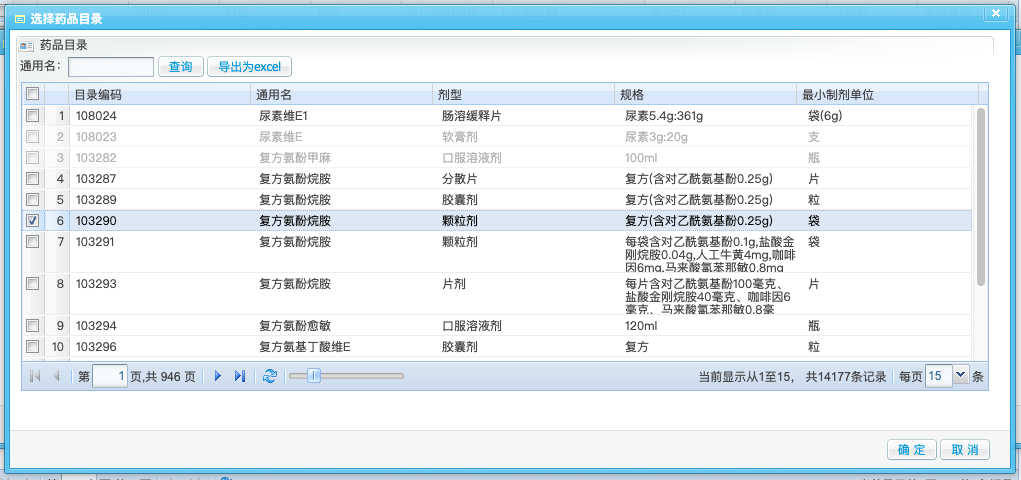 选择药品目录
药品目录
通用名: 查询 导出为excel
目录编码 通用名 剂型 规格 最小制剂单位
1 108024 尿素维E1 肠溶缓释片 尿素5.4g:361g 袋(6g)
2 108023 尿素维E 软膏剂 尿素3g:20g 支
3 103282 复方氨酚甲麻 口服溶液剂 100ml 瓶
4 103287 复方氨酚烷胺 分散片 复方(含对乙酰氨基酚0.25g) 片
5 103289 复方氨酚烷胺 胶囊剂 复方(含对乙酰氨基酚0.25g) 粒
6 103290 复方氨酚烷胺 颗粒剂 复方(含对乙酰氨基酚0.25g) 袋
7 103291 复方氨酚烷胺 颗粒剂 每袋含对乙酰氨基酚0.1g,盐酸金 袋
刚烷胺0.04g,人工牛黄4mg,咖啡
因6mg,马来酸氯苯那敏0.8mg
8 103293 复方氨酚烷胺 片剂 每片含对乙酰氨基酚100毫克、 片
盐酸金刚烷胺40毫克、咖啡因6
毫克、马来酸氯苯那敏0.8毫
9 103294 复方氨酚愈敏 口服溶液剂 120ml 瓶
10 103296 复方氨基丁酸维E 胶囊剂 复方 粒
第 1 页,共 946 页 当前显示从1至15, 共14177条记录 每页 15 条
确 定 取 消